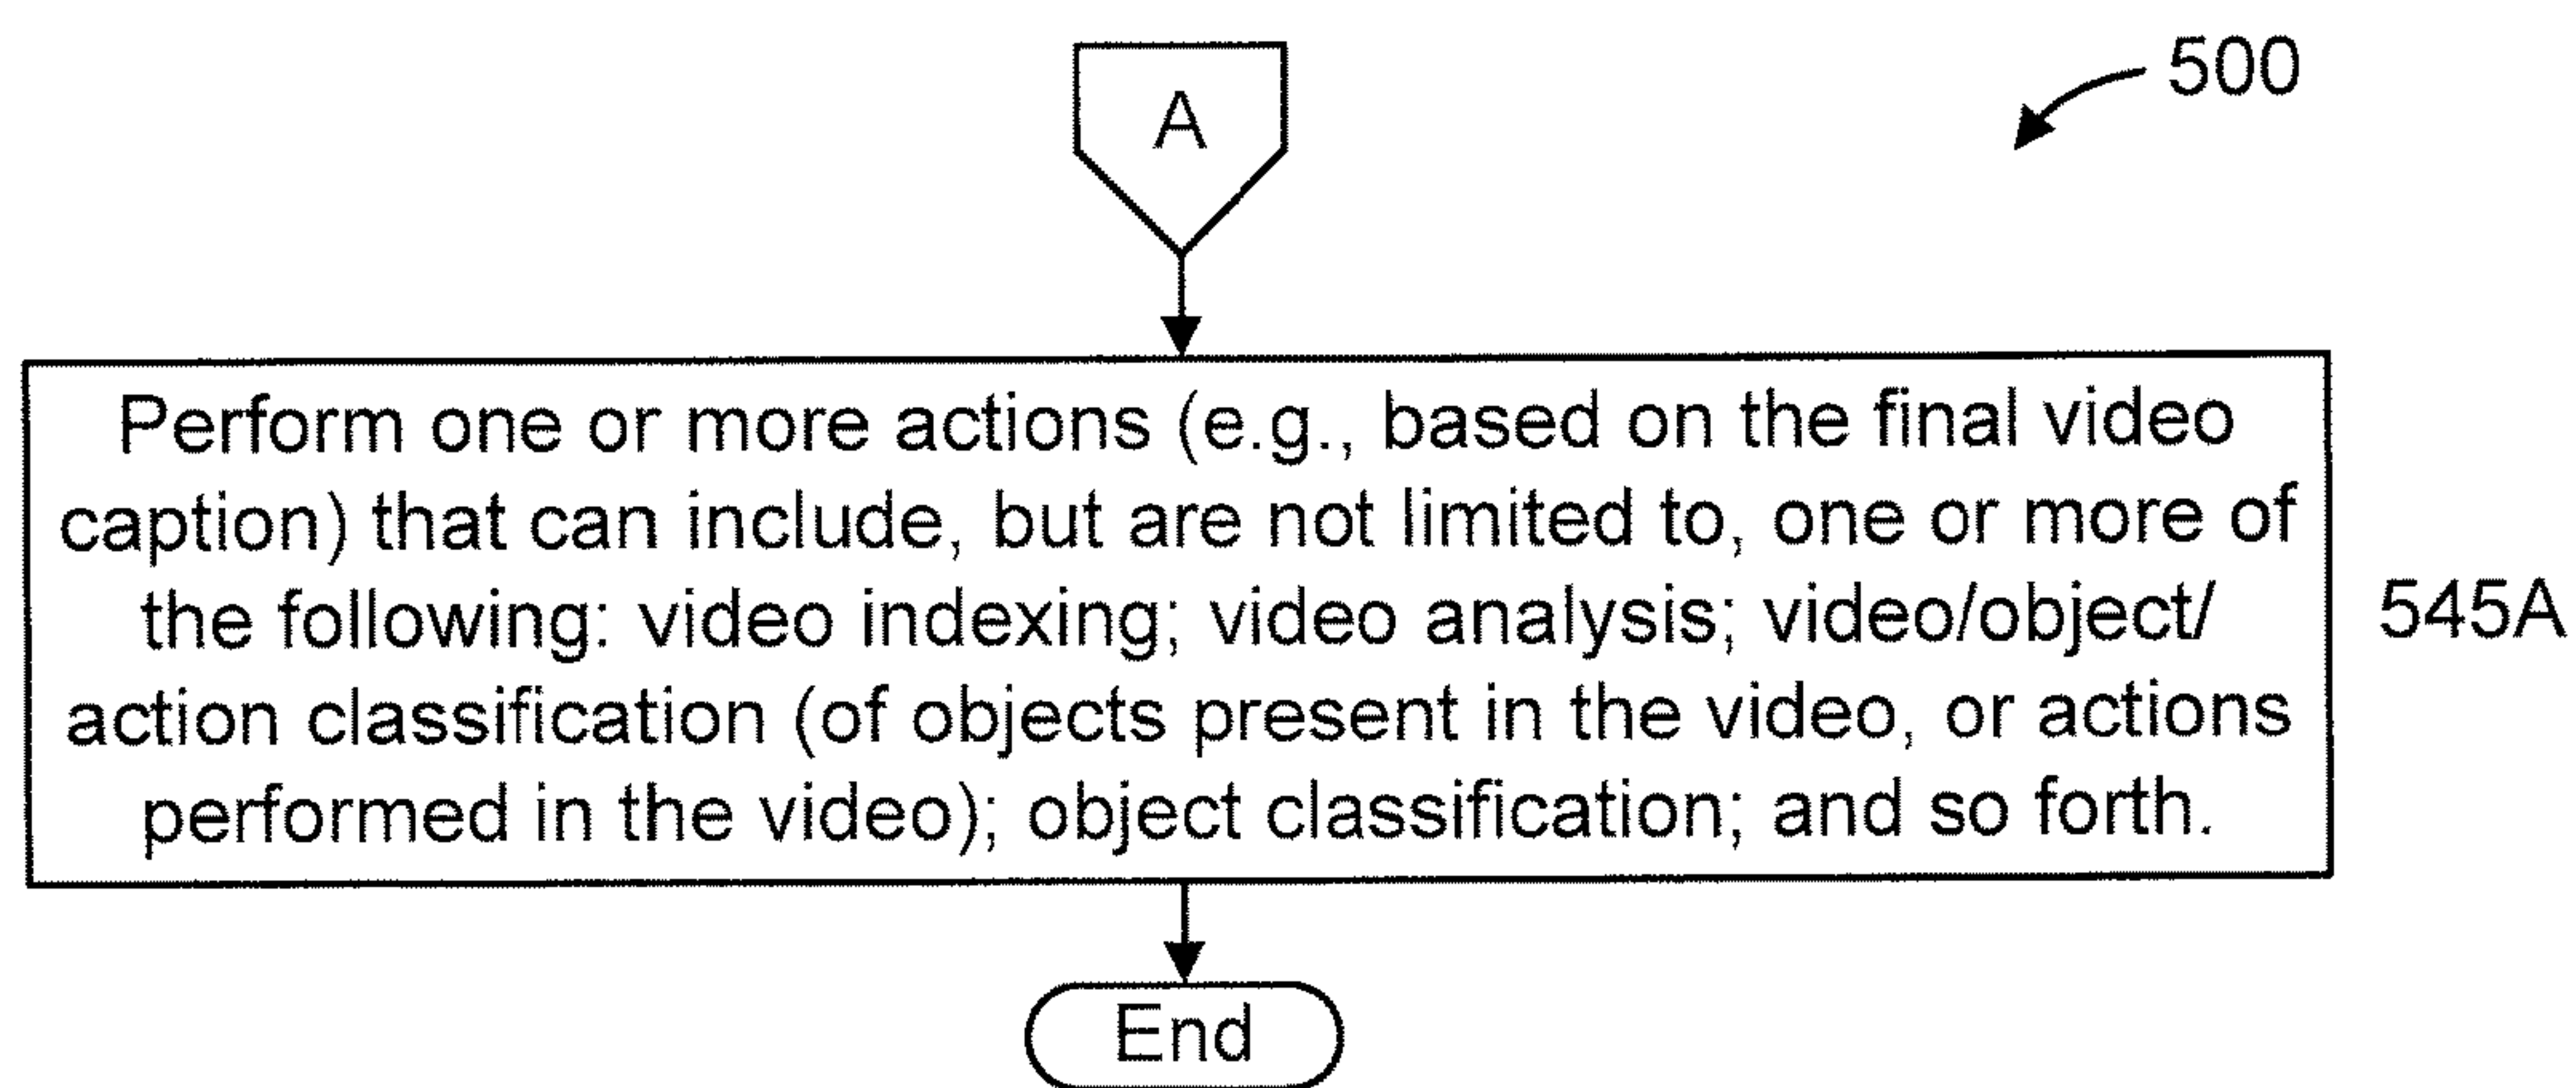 A
500
Perform one or more actions (e.g., based on the final video
caption) that can include, but are not limited to, one or more of
the following: video indexing; video analysis; video/object/
action classification (of objects present in the video, or actions
performed in the video); object classification; and so forth.
545A
End